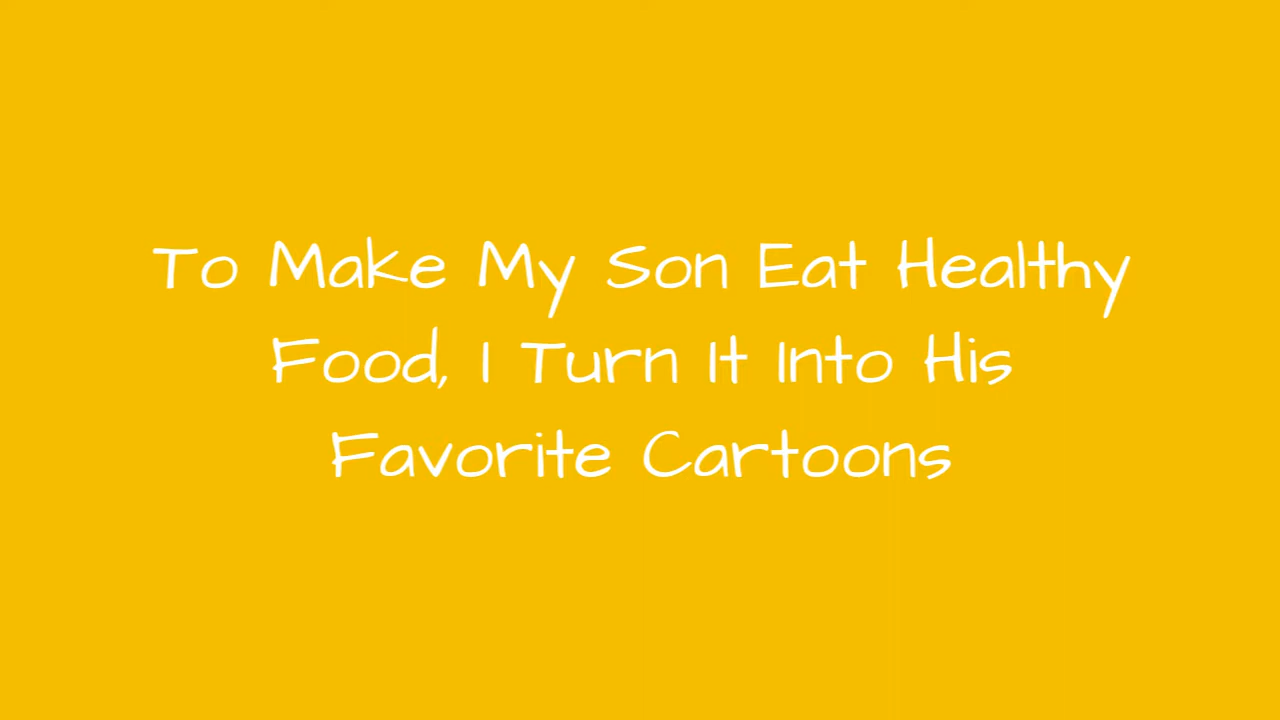 To Make My Son Eat Healthy
Food, I Turn It Into His
Favorite Cartoons